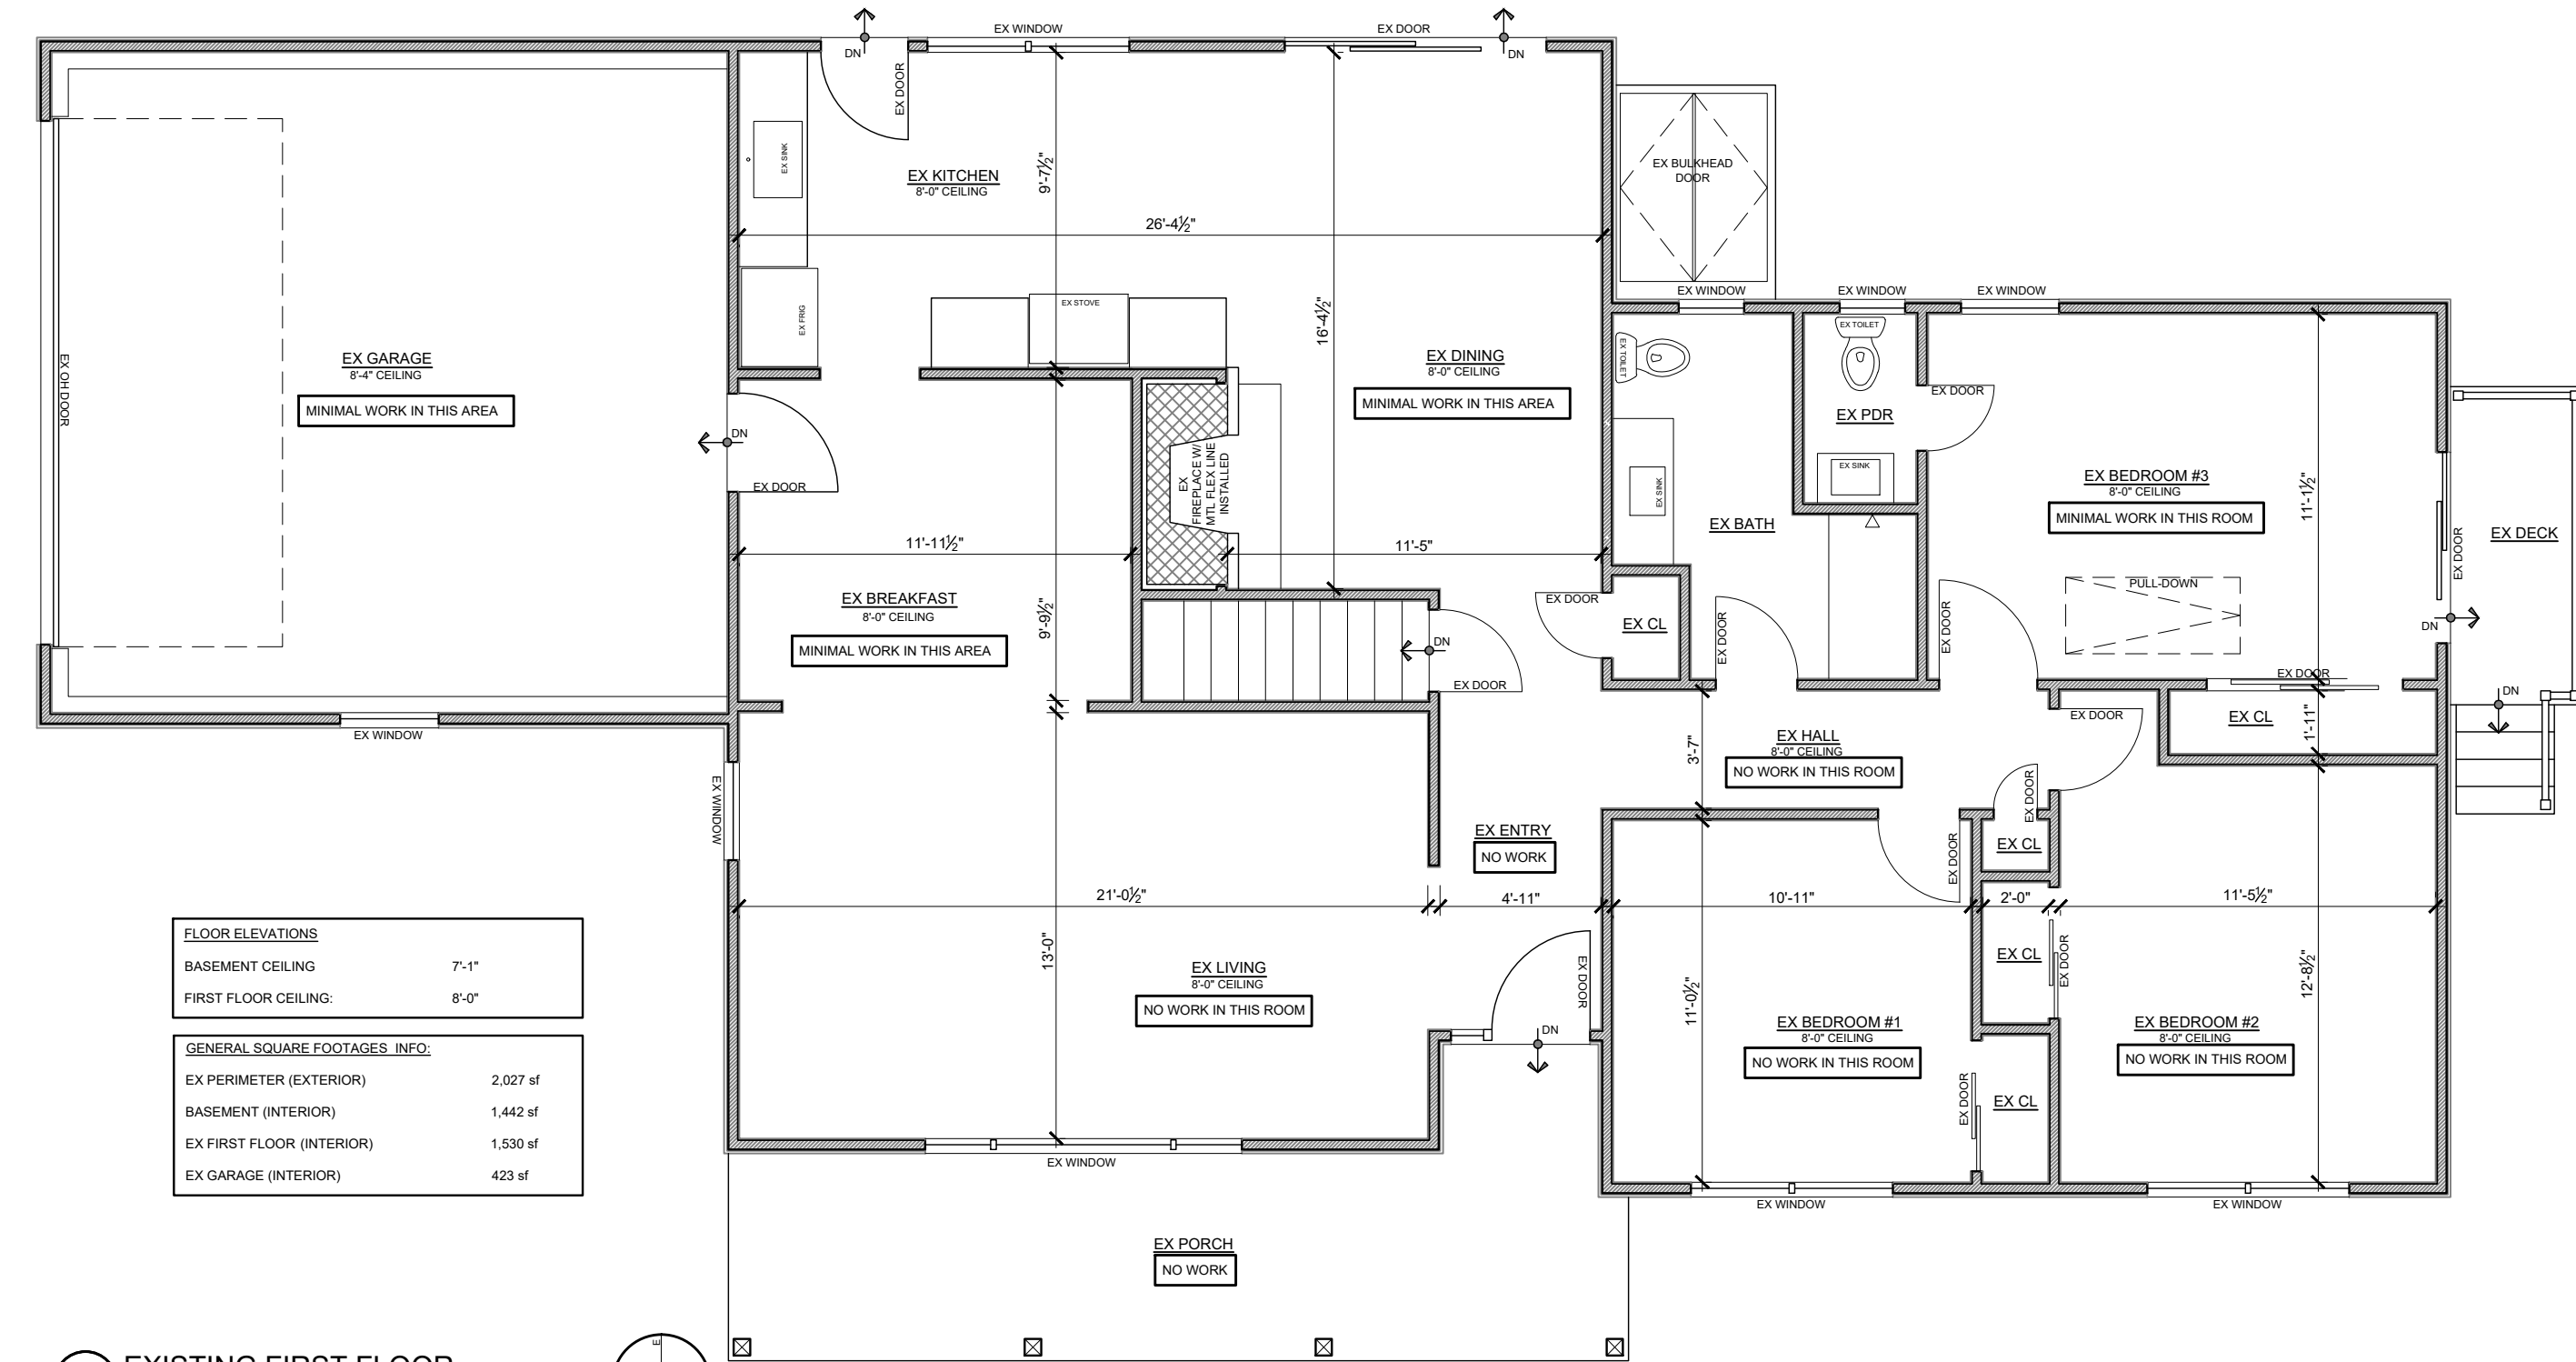 EX WINDOW
EX DOOR
DN
DN
EX DOOR
EX SINK
EX KITCHEN
8'-0" CEILING
9'-7½"
26'-4½"
16'-4½"
EX BULKHEAD
DOOR
EX WINDOW
EX WINDOW
EX WINDOW
EX STOVE
EX FRIG
EX GARAGE
8'-4" CEILING
MINIMAL WORK IN THIS AREA
EX OH DOOR
EX DINING
8'-0" CEILING
MINIMAL WORK IN THIS AREA
EX TOILET
EX TOILET
EX DOOR
EX PDR
EX SINK
EX SINK
EX BATH
DN
EX DOOR
EX
FIREPLACE W/
MTL FLEX LINE
INSTALLED
EX BEDROOM #3
8'-0" CEILING
MINIMAL WORK IN THIS ROOM
11'-1½"
EX DECK
EX DOOR
11'-11½"
11'-5"
PULL-DOWN
EX BREAKFAST
8'-0" CEILING
MINIMAL WORK IN THIS AREA
9'-9½"
EX DOOR
EX CL
EX DOOR
EX DOOR
DN
DN
EX DOOR
EX DOOR
EX CL
1'-11"
DN
EX DOOR
EX WINDOW
EX WINDOW
3'-7"
EX HALL
8'-0" CEILING
NO WORK IN THIS ROOM
EX DOOR
EX CL
EX ENTRY
NO WORK
EX DOOR
21'-0½"
4'-11"
10'-11"
2'-0"
11'-5½"
FLOOR ELEVATIONS
BASEMENT CEILING 7'-1"
FIRST FLOOR CEILING: 8'-0"
13'-0"
EX LIVING
8'-0" CEILING
NO WORK IN THIS ROOM
EX DOOR
DN
11'-0½"
EX CL
EX DOOR
12'-8½"
EX BEDROOM #1
8'-0" CEILING
NO WORK IN THIS ROOM
EX BEDROOM #2
8'-0" CEILING
NO WORK IN THIS ROOM
EX DOOR
EX CL
GENERAL SQUARE FOOTAGES INFO:
EX PERIMETER (EXTERIOR) 2,027 sf
BASEMENT (INTERIOR) 1,442 sf
EX FIRST FLOOR (INTERIOR) 1,530 sf
EX GARAGE (INTERIOR) 423 sf
EX WINDOW
EX WINDOW
EX WINDOW
EX PORCH
NO WORK
E
EXISTING FIRST FLOOR